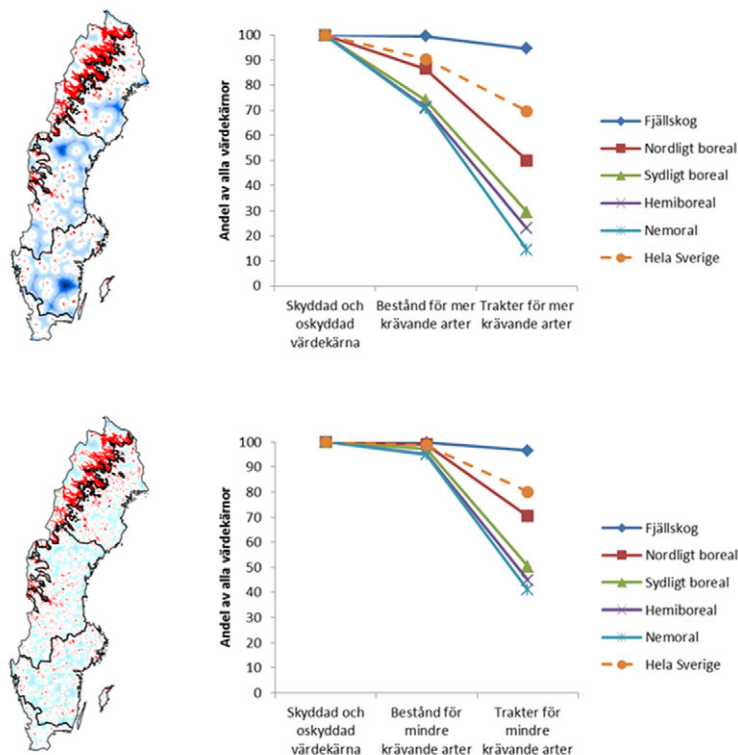 100
90
80
70
60
50
40
30
20
10
0
Andel av alla värdekärnor
Skyddad och
oskyddad
värdekärna
Bestånd för mer
krävande arter
Trakter för mer
krävande arter
Fjällskog
Nordligt boreal
Sydligt boreal
Hemiboreal
Nemoral
Hela Sverige
100
90
80
70
60
50
40
30
20
10
0
Andel av alla värdekärnor
Skyddad och
oskyddad
värdekärna
Bestånd för
mindre
krävande arter
Trakter för
mindre
krävande arter
Fjällskog
Nordligt boreal
Sydligt boreal
Hemiboreal
Nemoral
Hela Sverige